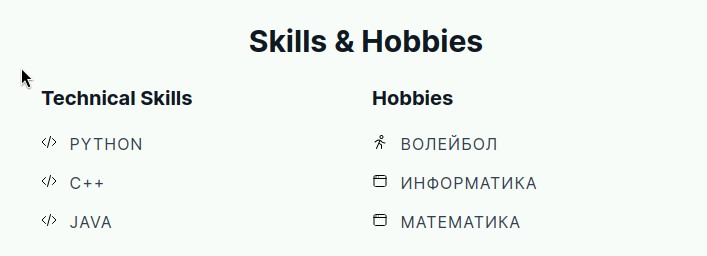 Skills & Hobbies
Technical Skills
PYTHON
C++
JAVA
Hobbies
ВОЛЕЙБОЛ
ИНФОРМАТИКА
МАТЕМАТИКА